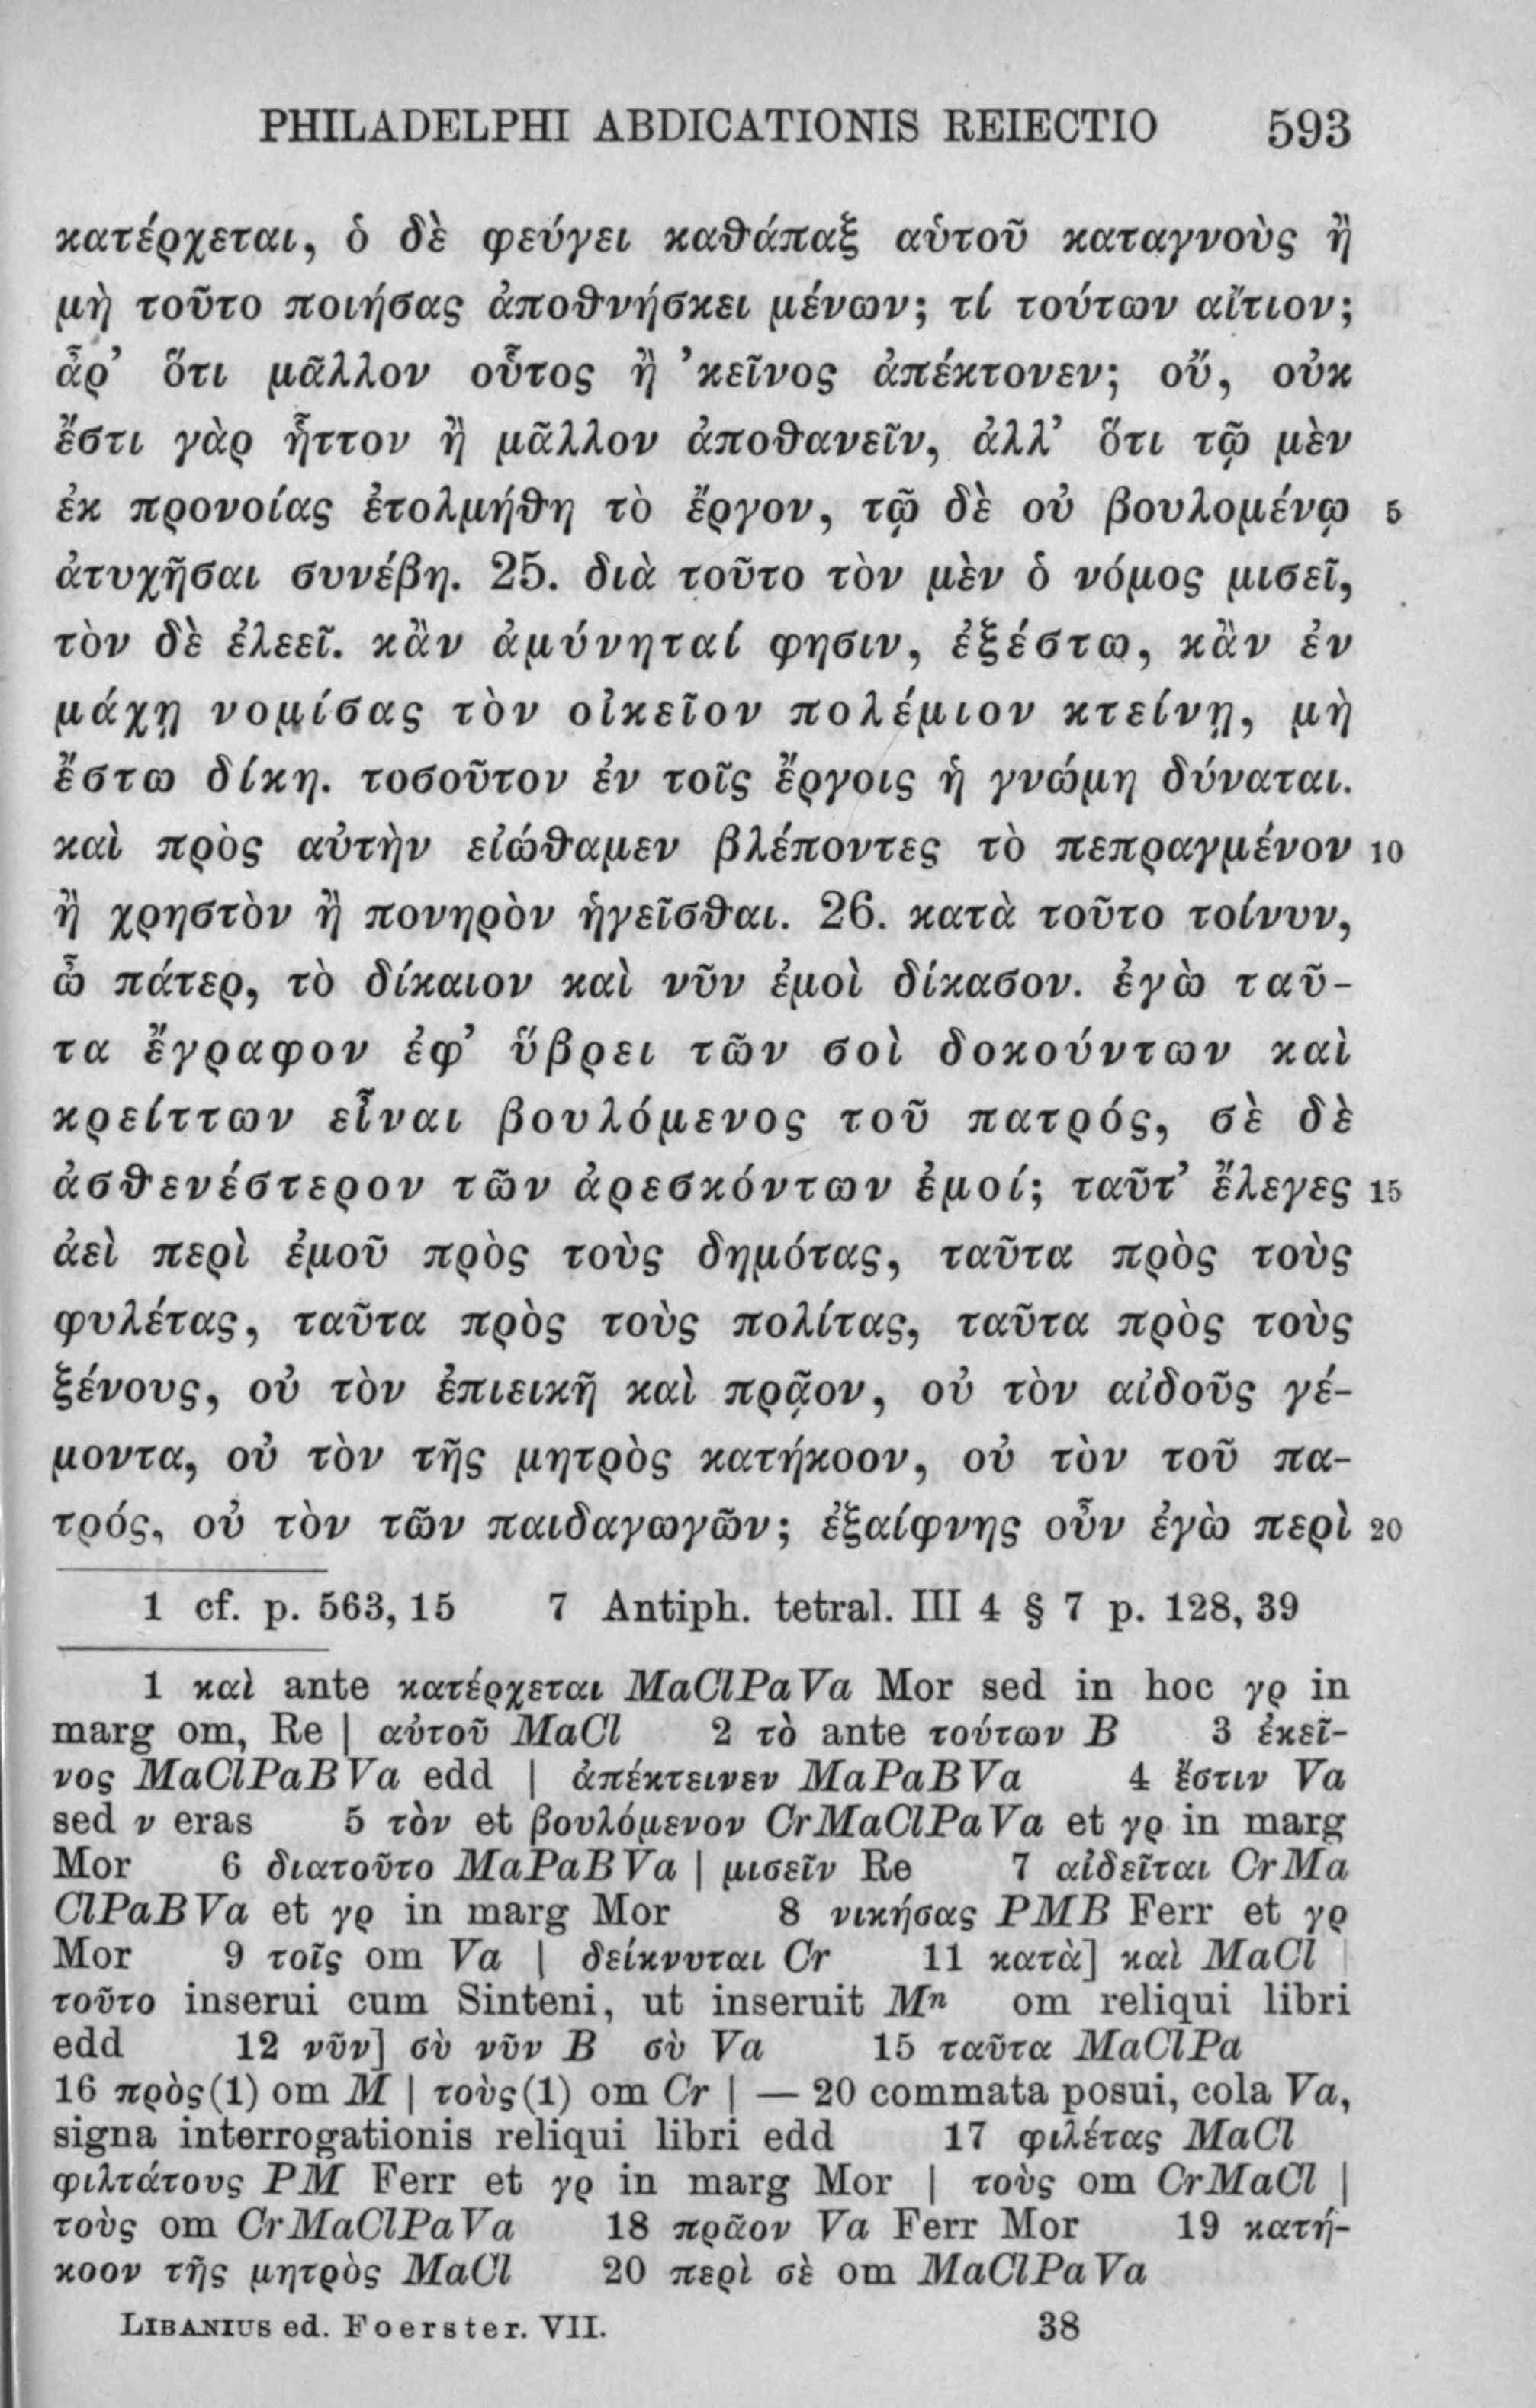 PHILADELPHI ABDICATIONIS REIECTIO 593
κατέρχεται, ὁ δὲ φεύγει καθάπαξ αὑτοῦ καταγνοὺς ἢ
μὴ τοῦτο ποιήσας ἀποθνήσκει μένων; τί τούτων αἴτιον;
ἆρ’ ὅτι μᾶλλον οὗτος ἢ ’κεῖνος ἀπέκτονεν; οὔ, οὐκ
ἔστι γὰρ ἧττον ἢ μᾶλλον ἀποθανεῖν, ἀλλ’ ὅτι τῷ μὲν
ἐκ προνοίας ἐτολμήθη τὸ ἔργον, τῷ δὲ οὐ βουλομένῳ 5
ἀτυχῆσαι συνέβη. 25. διὰ τοῦτο τὸν μὲν ὁ νόμος μισεῖ,
τὸν δὲ ἐλεεῖ. κἂν ἀμύνηταί φησιν, ἐξέστω, κἂν ἐν
μάχῃ νομίσας τὸν οἰκεῖον πολέμιον κτείνῃ, μὴ
ἔστω δίκη. τοσοῦτον ἐν τοῖς ἔργοις ἡ γνώμη δύναται.
καὶ πρὸς αὐτὴν εἰώθαμεν βλέποντες τὸ πεπραγμένον 10
ἢ χρηστὸν ἢ πονηρὸν ἡγεῖσθαι. 26. κατὰ τοῦτο τοίνυν,
ὦ πάτερ, τὸ δίκαιον καὶ νῦν ἐμοὶ δίκασον. ἐγὼ ταῦ-
τα ἔγραφον ἐφ’ ὕβρει τῶν σοὶ δοκούντων καὶ
κρείττων εἶναι βουλόμενος τοῦ πατρός, σὲ δὲ
ἀσθενέστερον τῶν ἀρεσκόντων ἐμοί; ταῦτ’ ἔλεγες 15
ἀεὶ περὶ ἐμοῦ πρὸς τοὺς δημότας, ταῦτα πρὸς τοὺς
φυλέτας, ταῦτα πρὸς τοὺς πολίτας, ταῦτα πρὸς τοὺς
ξένους, οὐ τὸν ἐπιεικῆ καὶ πρᾷον, οὐ τὸν αἰδοῦς γέ-
μοντα, οὐ τὸν τῆς μητρὸς κατήκοον, οὐ τὸν τοῦ πα-
τρός, οὐ τὸν τῶν παιδαγωγῶν; ἐξαίφνης οὖν ἐγὼ περὶ 20
1 cf. p. 563, 15 7 Antiph. tetral. III 4 § 7 p. 128, 39
1 καὶ ante κατέρχεται MaClPaVa Mor sed in hoc γρ in
marg om, Re | αὐτοῦ MaCl 2 τὸ ante τούτων B 3 ἐκεῖ-
νος MaClPaBVa edd | ἀπέκτεινεν MaPaBVa 4 ἔστιν Va
sed ν eras 5 τὸν et βουλόμενον CrMaClPaVa et γρ in marg
Mor 6 διατοῦτο MaPaBVa | μισεῖν Re 7 αἰδεῖται CrMa
ClPaBVa et γρ in marg Mor 8 νικήσας PMB Ferr et γρ
Mor 9 τοῖς om Va | δείκνυται Cr 11 κατὰ] καὶ MaCl
τοῦτο inserui cum Sinteni, ut inseruit Mⁿ om reliqui libri
edd 12 νῦν] σὺ νῦν B σὺ Va 15 ταῦτα MaClPa
16 πρὸς(1) om M | τοὺς(1) om Cr | — 20 commata posui, cola Va,
signa interrogationis reliqui libri edd 17 φιλέτας MaCl
φιλτάτους PM Ferr et γρ in marg Mor | τοὺς om CrMaCl |
τοὺς om CrMaClPaVa 18 πρᾶον Va Ferr Mor 19 κατή-
κοον τῆς μητρὸς MaCl 20 περὶ σὲ om MaClPaVa
LIBANIUS ed. Foerster. VII. 38